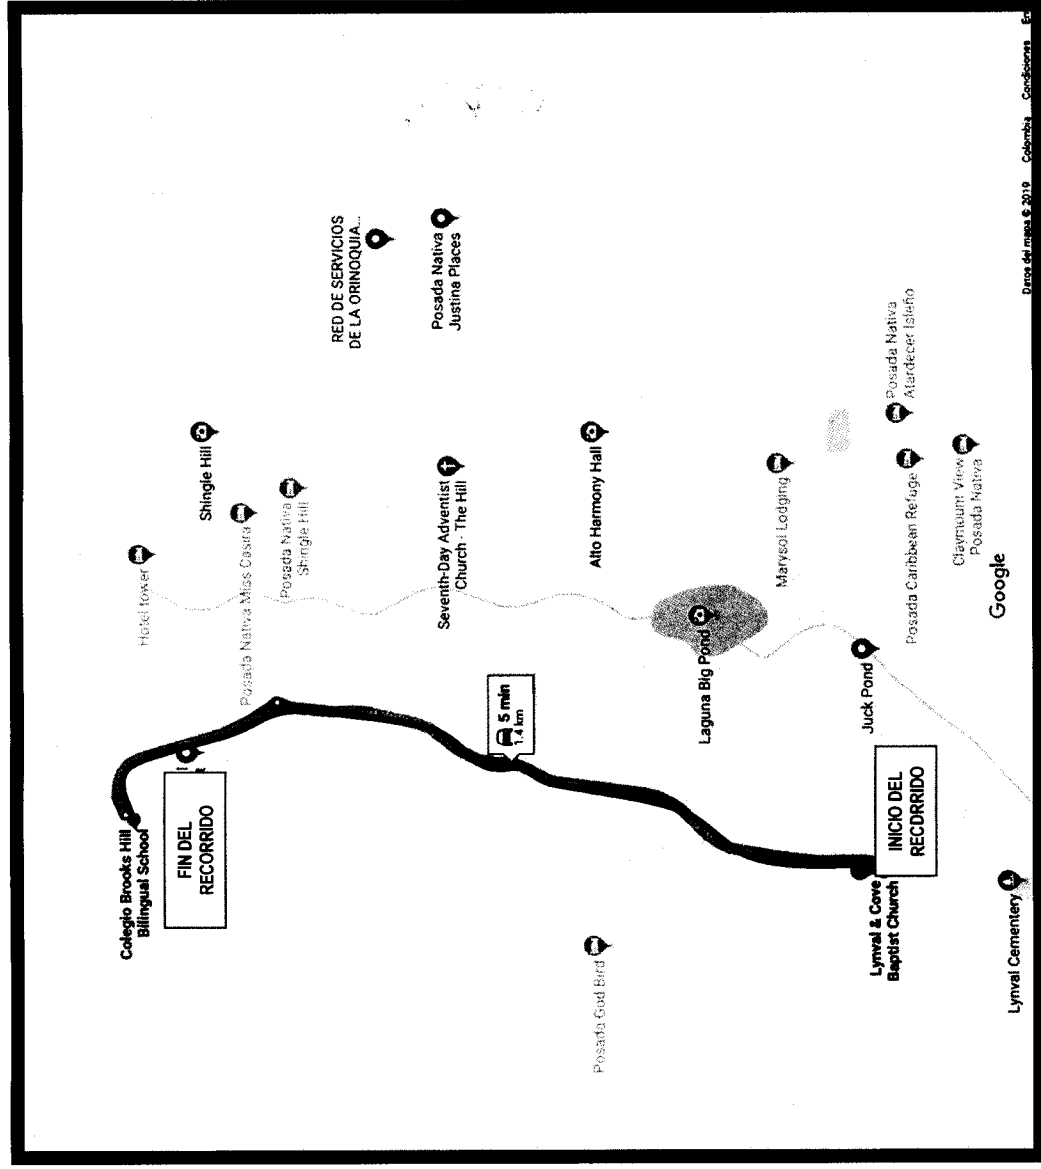 Colegio Brooks Hill
Bilingual School
Hotel tower
FIN DEL
RECORRIDO
Shingle Hill
Posada Nativa Miss Casira
Posada Nativa
Shingle Hill
RED DE SERVICIOS
DE LA ORINOQUIA...
Posada Nativa
Justina Places
Seventh-Day Adventist
Church - The Hill
5 min
1.4 km
Posada God Bird
Alto Harmony Hall
Laguna Big Pond
Marysol Lodging
Juck Pond
Lynval & Cove
Baptist Church
INICIO DEL
RECDRRIDO
Posada Nativa
Atardecer Isleño
Posada Caribbean Refuge
Claymount View
Posada Nativa
Google
Lynval Cementery
Datos del mapa © 2019 Colombia Condiciones